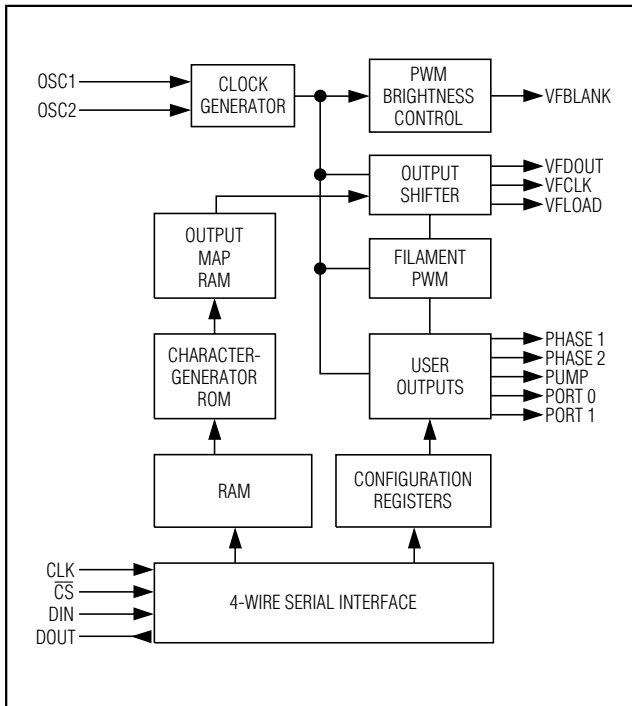 OSC1
OSC2
CLOCK
GENERATOR
PWM
BRIGHTNESS
CONTROL
VFBLANK
OUTPUT
SHIFTER
VFDOUT
VFCLK
VFLOAD
OUTPUT
MAP
RAM
FILAMENT
PWM
CHARACTER-
GENERATOR
ROM
USER
OUTPUTS
PHASE 1
PHASE 2
PUMP
PORT 0
PORT 1
RAM
CONFIGURATION
REGISTERS
CLK
C̅S̅
DIN
DOUT
4-WIRE SERIAL INTERFACE